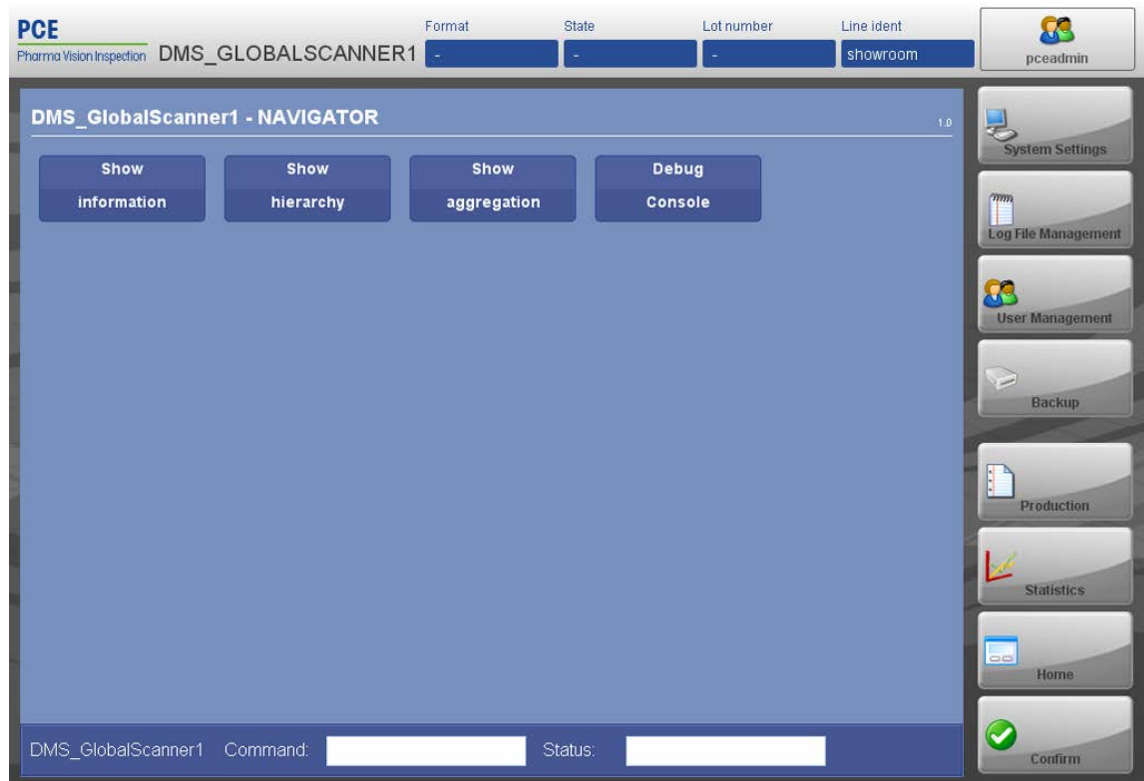 PCE
Pharma Vision Inspection DMS_GLOBALSCANNER1
Format State Lot number Line ident
- - - showroom
pceadmin
DMS_GlobalScanner1 - NAVIGATOR
1.0
Show
information
Show
hierarchy
Show
aggregation
Debug
Console
System Settings
Log File Management
User Management
Backup
Production
Statistics
Home
Confirm
DMS_GlobalScanner1 Command: Status: